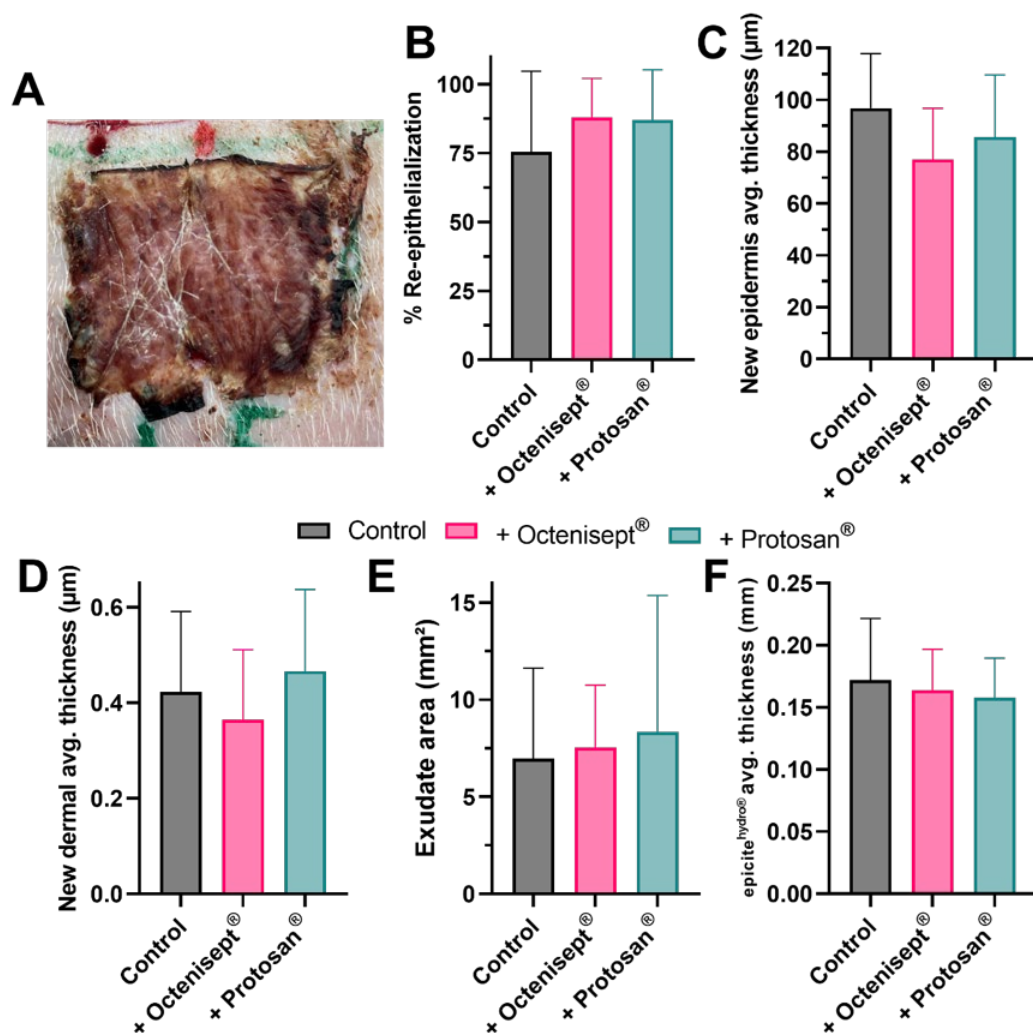 A
B
% Re-epithelialization
100
75
50
25
0
Control
+ Octenisept®
+ Protosan®
C
New epidermis avg. thickness (μm)
120
100
80
60
40
20
0
Control
+ Octenisept®
+ Protosan®
Control + Octenisept® + Protosan®
D
New dermal avg. thickness (μm)
0.6
0.4
0.2
0.0
Control
+ Octenisept®
+ Protosan®
E
Exudate area (mm²)
15
10
5
0
Control
+ Octenisept®
+ Protosan®
F
epicite hydro® avg. thickness (mm)
0.25
0.20
0.15
0.10
0.05
0.00
Control
+ Octenisept®
+ Protosan®